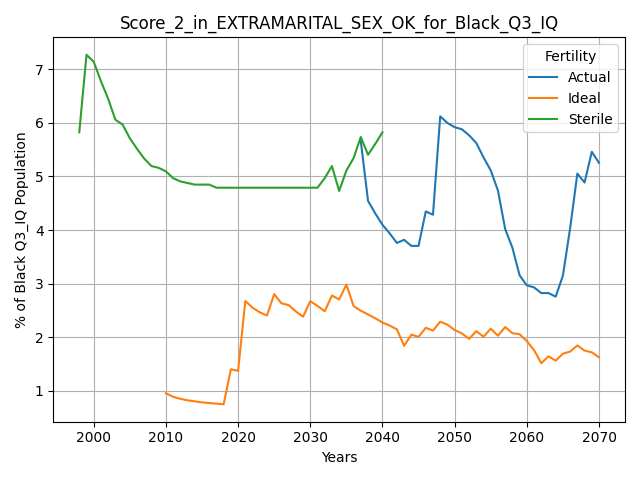 Score_2_in_EXTRAMARITAL_SEX_OK_for_Black_Q3_IQ
Fertility
Actual
Ideal
Sterile
% of Black Q3_IQ Population
7
6
5
4
3
2
1
2000
2010
2020
2030
2040
2050
2060
2070
Years